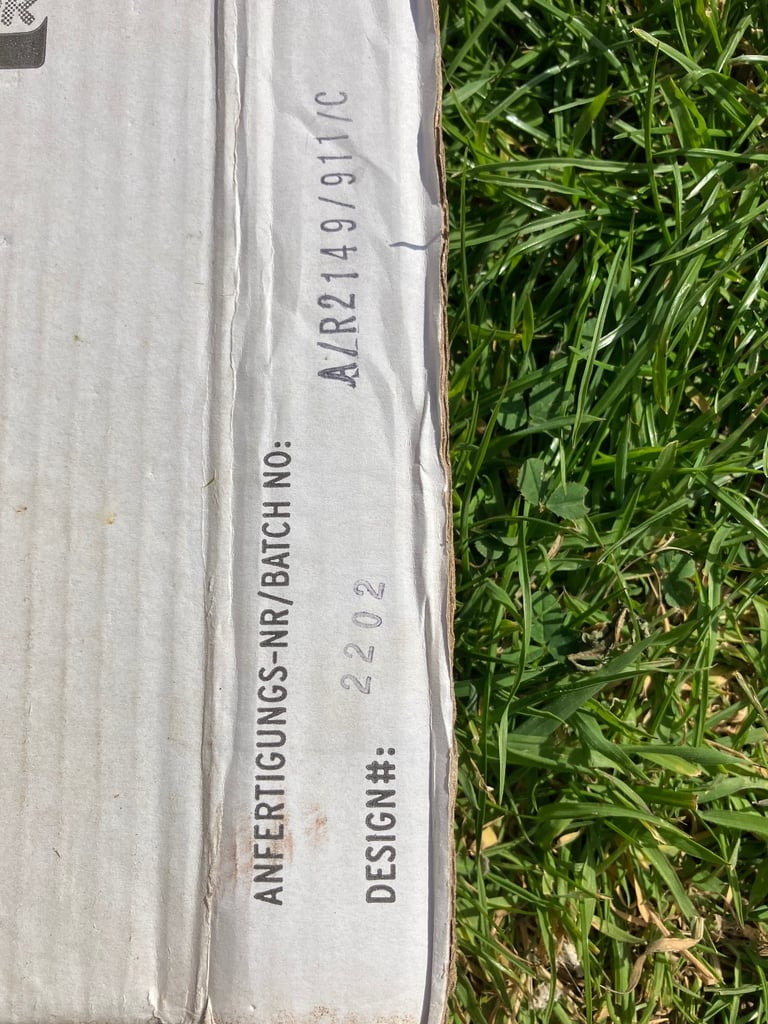 ANFERTIGUNGS-NR/BATCH NO: A/R2149/911/C
DESIGN#: 2202